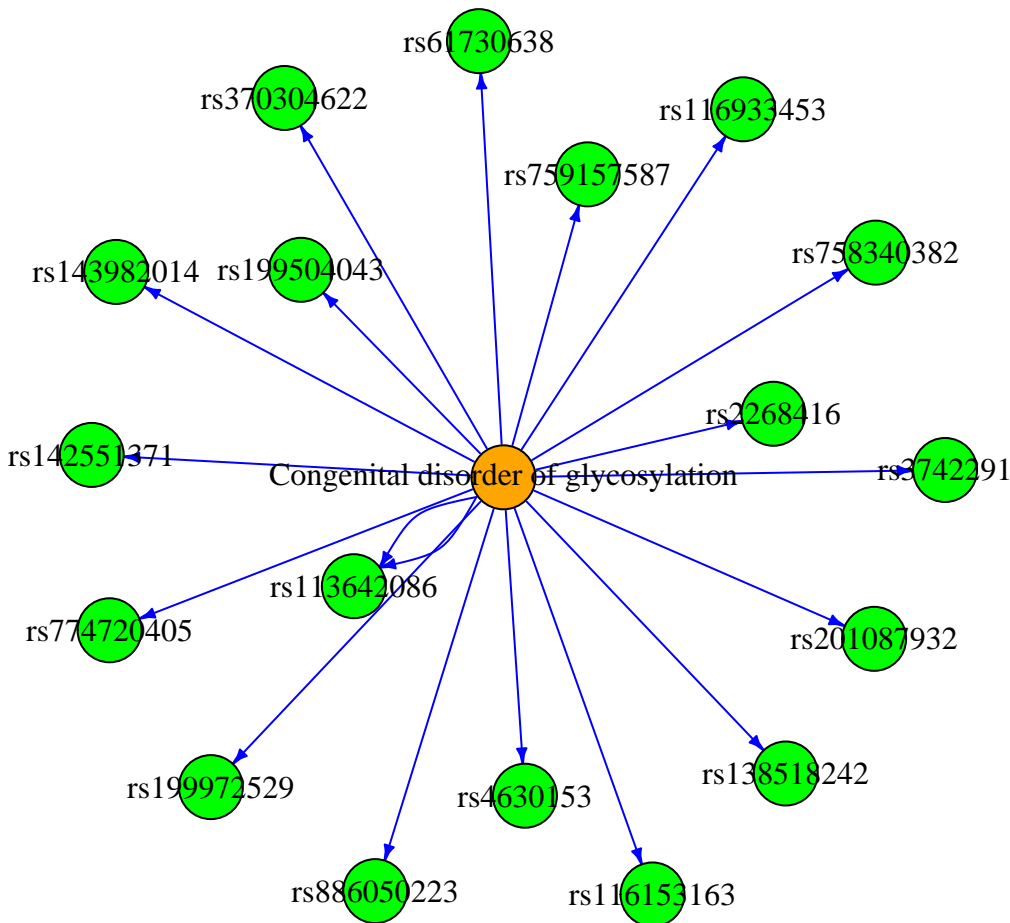 rs61730638
rs370304622
rs116933453
rs759157587
rs758340382
rs143982014
rs199504043
rs2268416
rs142551371
rs3742291
Congenital disorder of glycosylation
rs113642086
rs774720405
rs201087932
rs138518242
rs199972529
rs4630153
rs886050223
rs116153163